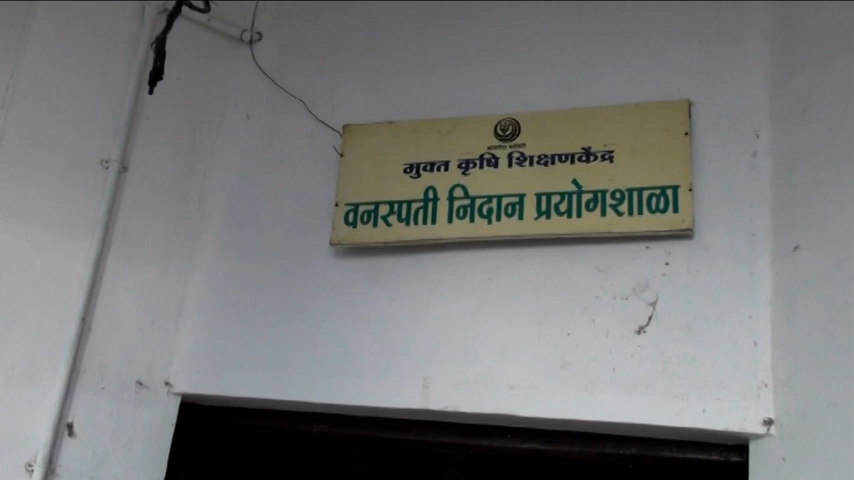 मुक्त कृषि शिक्षणकेंद्र
वनस्पती निदान प्रयोगशाळा